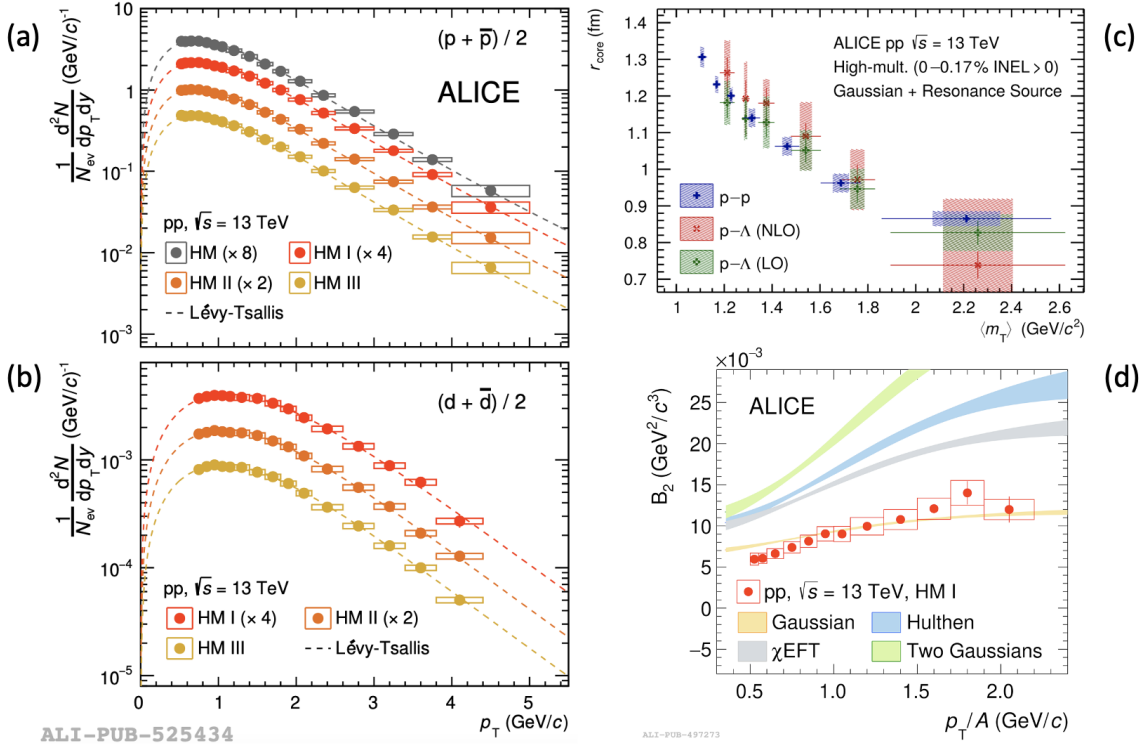 (a)
(p + p̅) / 2
ALICE
1/N_ev d²N/dp_Tdy (GeV/c)⁻¹
10
1
10⁻¹
10⁻²
10⁻³
pp, √s = 13 TeV
HM (× 8)
HM I (× 4)
HM II (× 2)
HM III
Lévy-Tsallis
(b)
(d + d̅) / 2
1/N_ev d²N/dp_Tdy (GeV/c)⁻¹
10⁻³
10⁻⁴
10⁻⁵
pp, √s = 13 TeV
HM I (× 4)
HM II (× 2)
HM III
Lévy-Tsallis
0 1 2 3 4 5
p_T (GeV/c)
ALI-PUB-525434
(c)
r_core (fm)
ALICE pp √s = 13 TeV
High-mult. (0−0.17% INEL > 0)
Gaussian + Resonance Source
1.4
1.3
1.2
1.1
1
0.9
0.8
0.7
p−p
p−Λ (NLO)
p−Λ (LO)
1 1.2 1.4 1.6 1.8 2 2.2 2.4 2.6
⟨m_T⟩ (GeV/c²)
(d)
×10⁻³
ALICE
B₂ (GeV²/c³)
25
20
15
10
5
0
−5
pp, √s = 13 TeV, HM I
Gaussian
Hulthen
χEFT
Two Gaussians
0.5 1.0 1.5 2.0
p_T/A (GeV/c)
ALI-PUB-497273